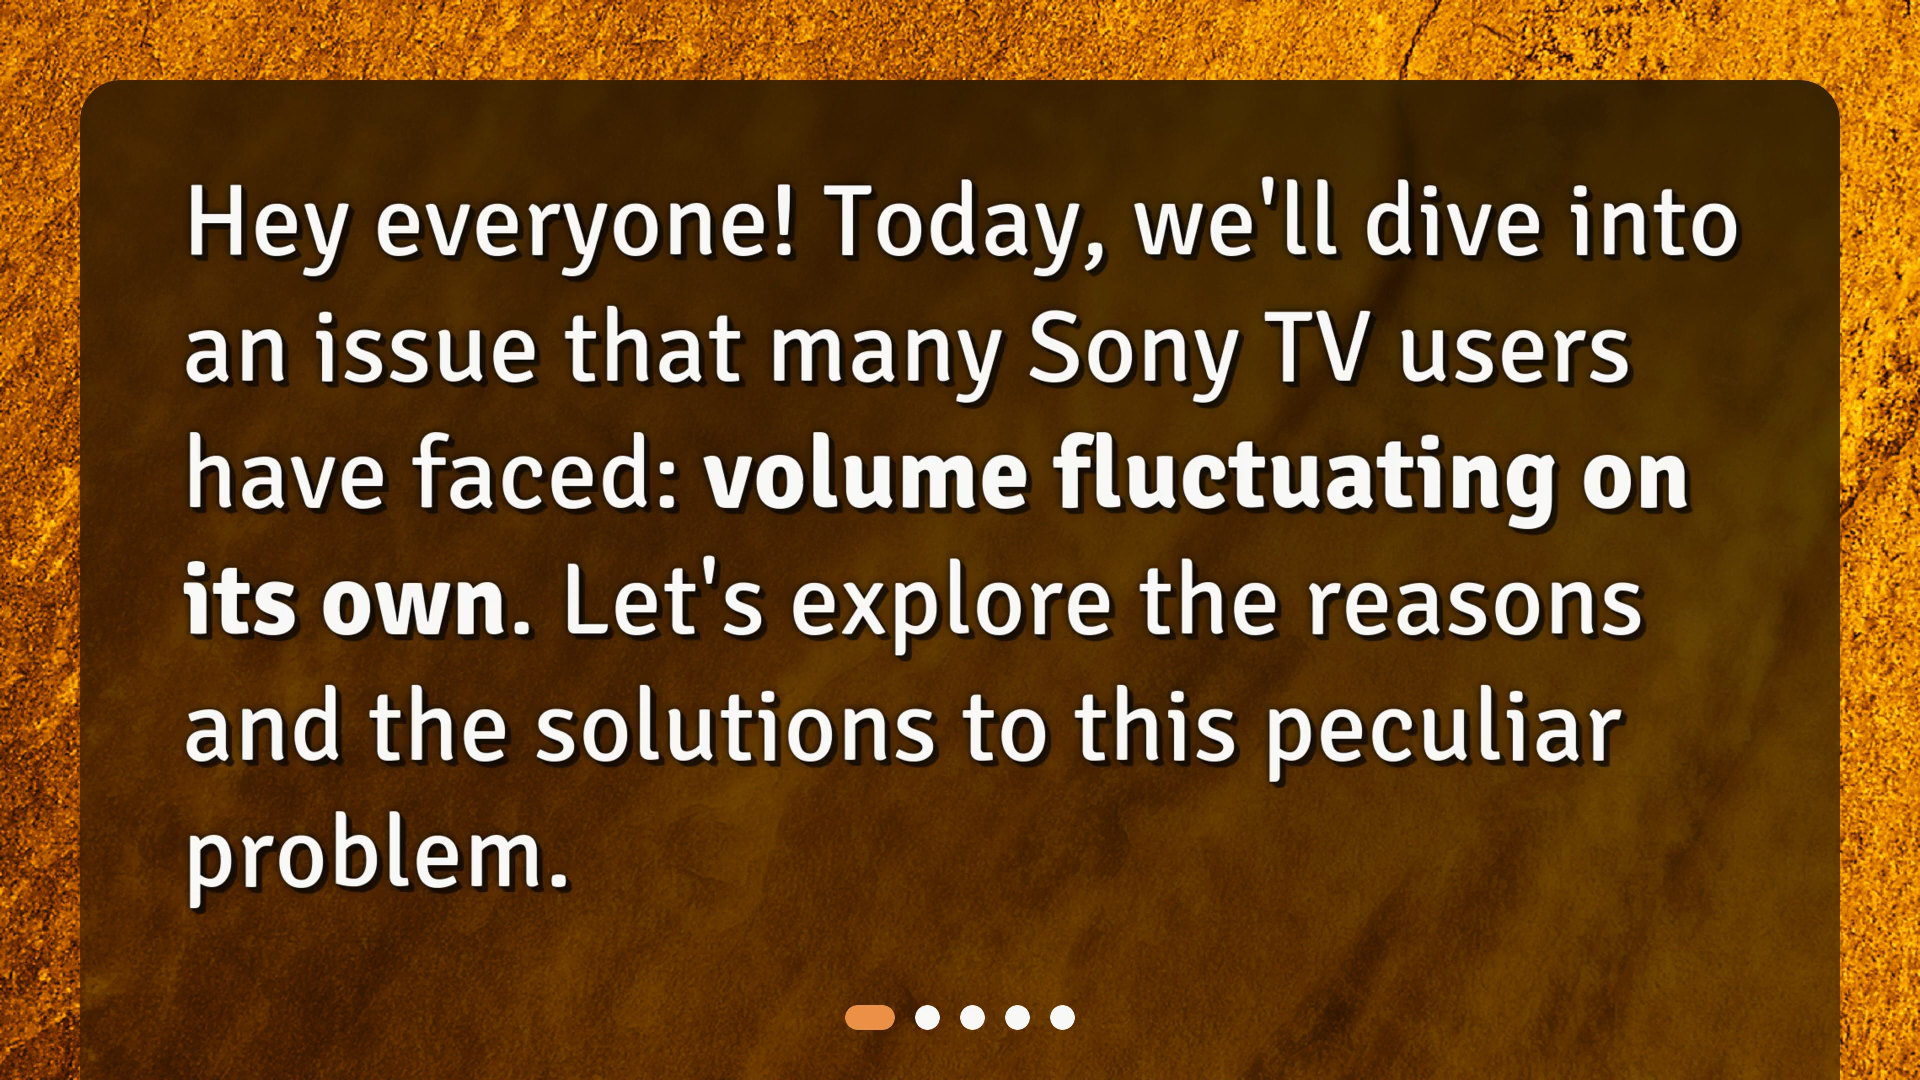 Hey everyone! Today, we'll dive into
an issue that many Sony TV users
have faced: volume fluctuating on
its own. Let's explore the reasons
and the solutions to this peculiar
problem.